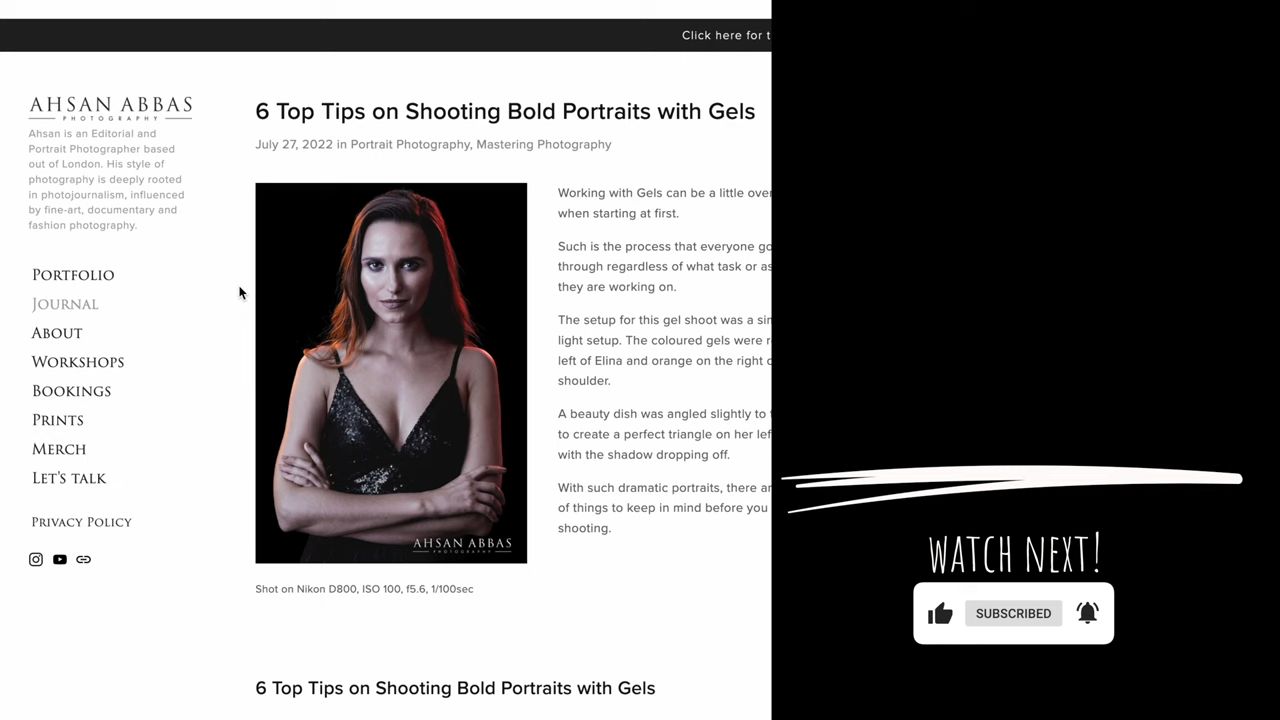 Click here for t
AHSAN ABBAS
PHOTOGRAPHY
Ahsan is an Editorial and
Portrait Photographer based
out of London. His style of
photography is deeply rooted
in photojournalism, influenced
by fine-art, documentary and
fashion photography.
PORTFOLIO
JOURNAL
ABOUT
WORKSHOPS
BOOKINGS
PRINTS
MERCH
LET'S TALK
PRIVACY POLICY
6 Top Tips on Shooting Bold Portraits with Gels
July 27, 2022 in Portrait Photography, Mastering Photography
AHSAN ABBAS
PHOTOGRAPHY
Shot on Nikon D800, ISO 100, f5.6, 1/100sec
Working with Gels can be a little over
when starting at first.
Such is the process that everyone go
through regardless of what task or as
they are working on.
The setup for this gel shoot was a sin
light setup. The coloured gels were r
left of Elina and orange on the right o
shoulder.
A beauty dish was angled slightly to t
to create a perfect triangle on her lef
with the shadow dropping off.
With such dramatic portraits, there ar
of things to keep in mind before you
shooting.
6 Top Tips on Shooting Bold Portraits with Gels
WATCH NEXT!
SUBSCRIBED